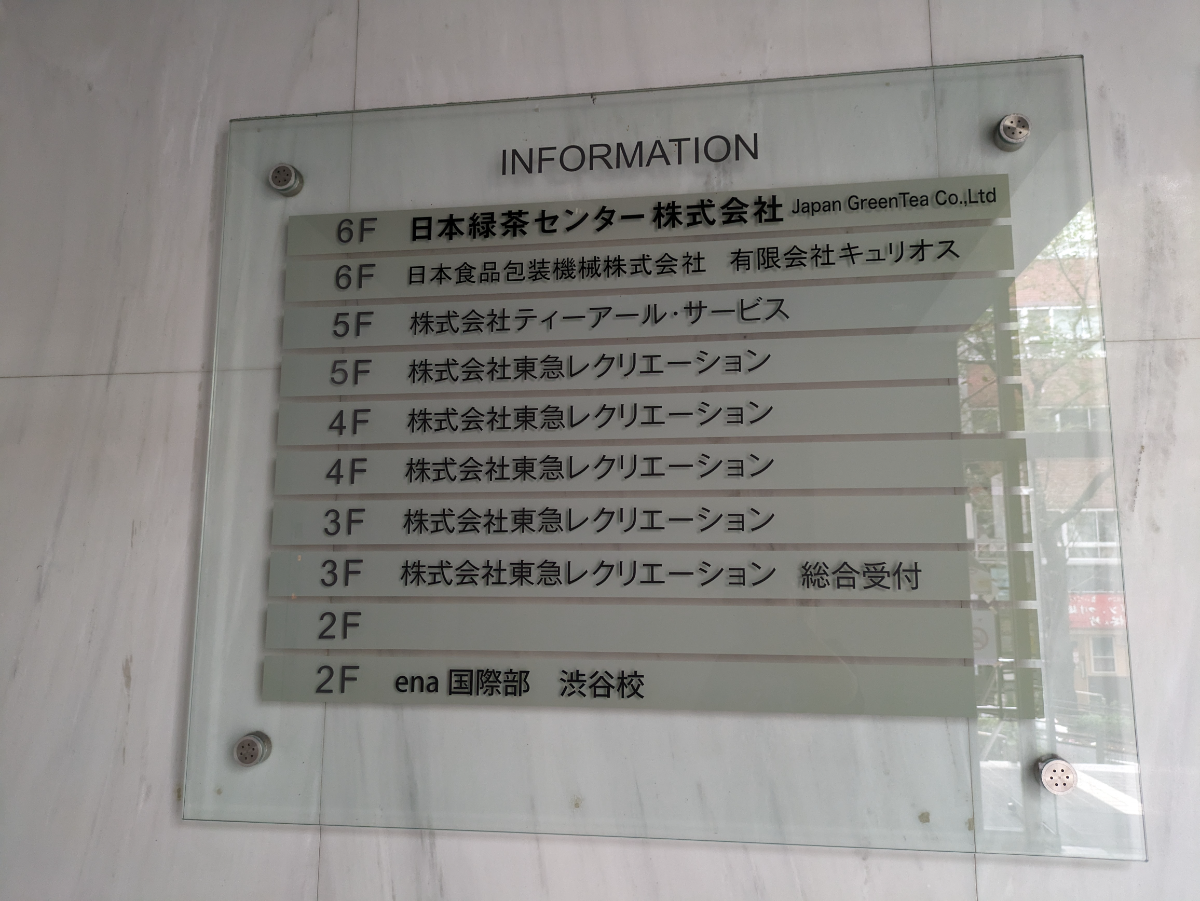 INFORMATION
6F 日本緑茶センター株式会社 Japan GreenTea Co.,Ltd
6F 日本食品包装機械株式会社　有限会社キュリオス
5F 株式会社ティーアール・サービス
5F 株式会社東急レクリエーション
4F 株式会社東急レクリエーション
4F 株式会社東急レクリエーション
3F 株式会社東急レクリエーション
3F 株式会社東急レクリエーション　総合受付
2F
2F ena 国際部　渋谷校